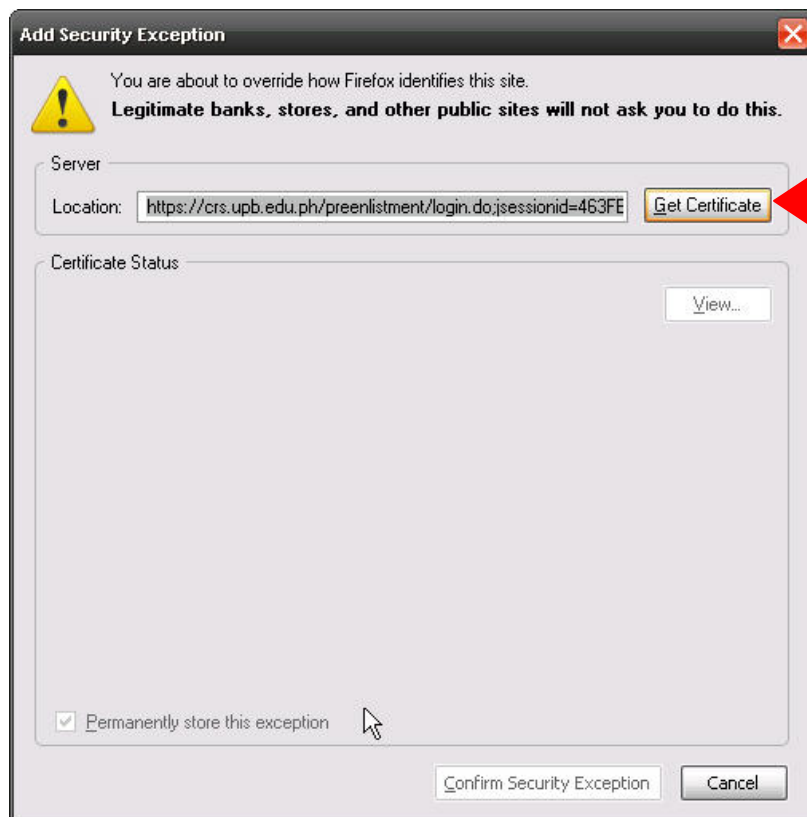 Add Security Exception
You are about to override how Firefox identifies this site.
Legitimate banks, stores, and other public sites will not ask you to do this.
Server
Location: https://crs.upb.edu.ph/preenlistment/login.do;jsessionid=463FE Get Certificate
Certificate Status
View...
Permanently store this exception
Confirm Security Exception Cancel